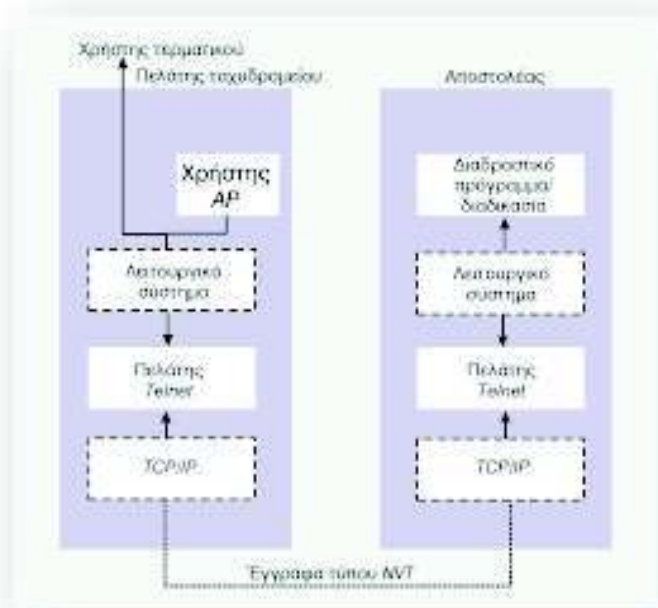 Χρήστης τερματικού
Πελάτης ταχυδρομείου
Χρήστης
AP
Λειτουργικό
σύστημα
Πελάτης
Telnet
TCP/IP
Αποστολέας
Διαδραστικό
πρόγραμμα/
διαδικασία
Λειτουργικό
σύστημα
Πελάτης
Telnet
TCP/IP
Έγγραφα τύπου NVT